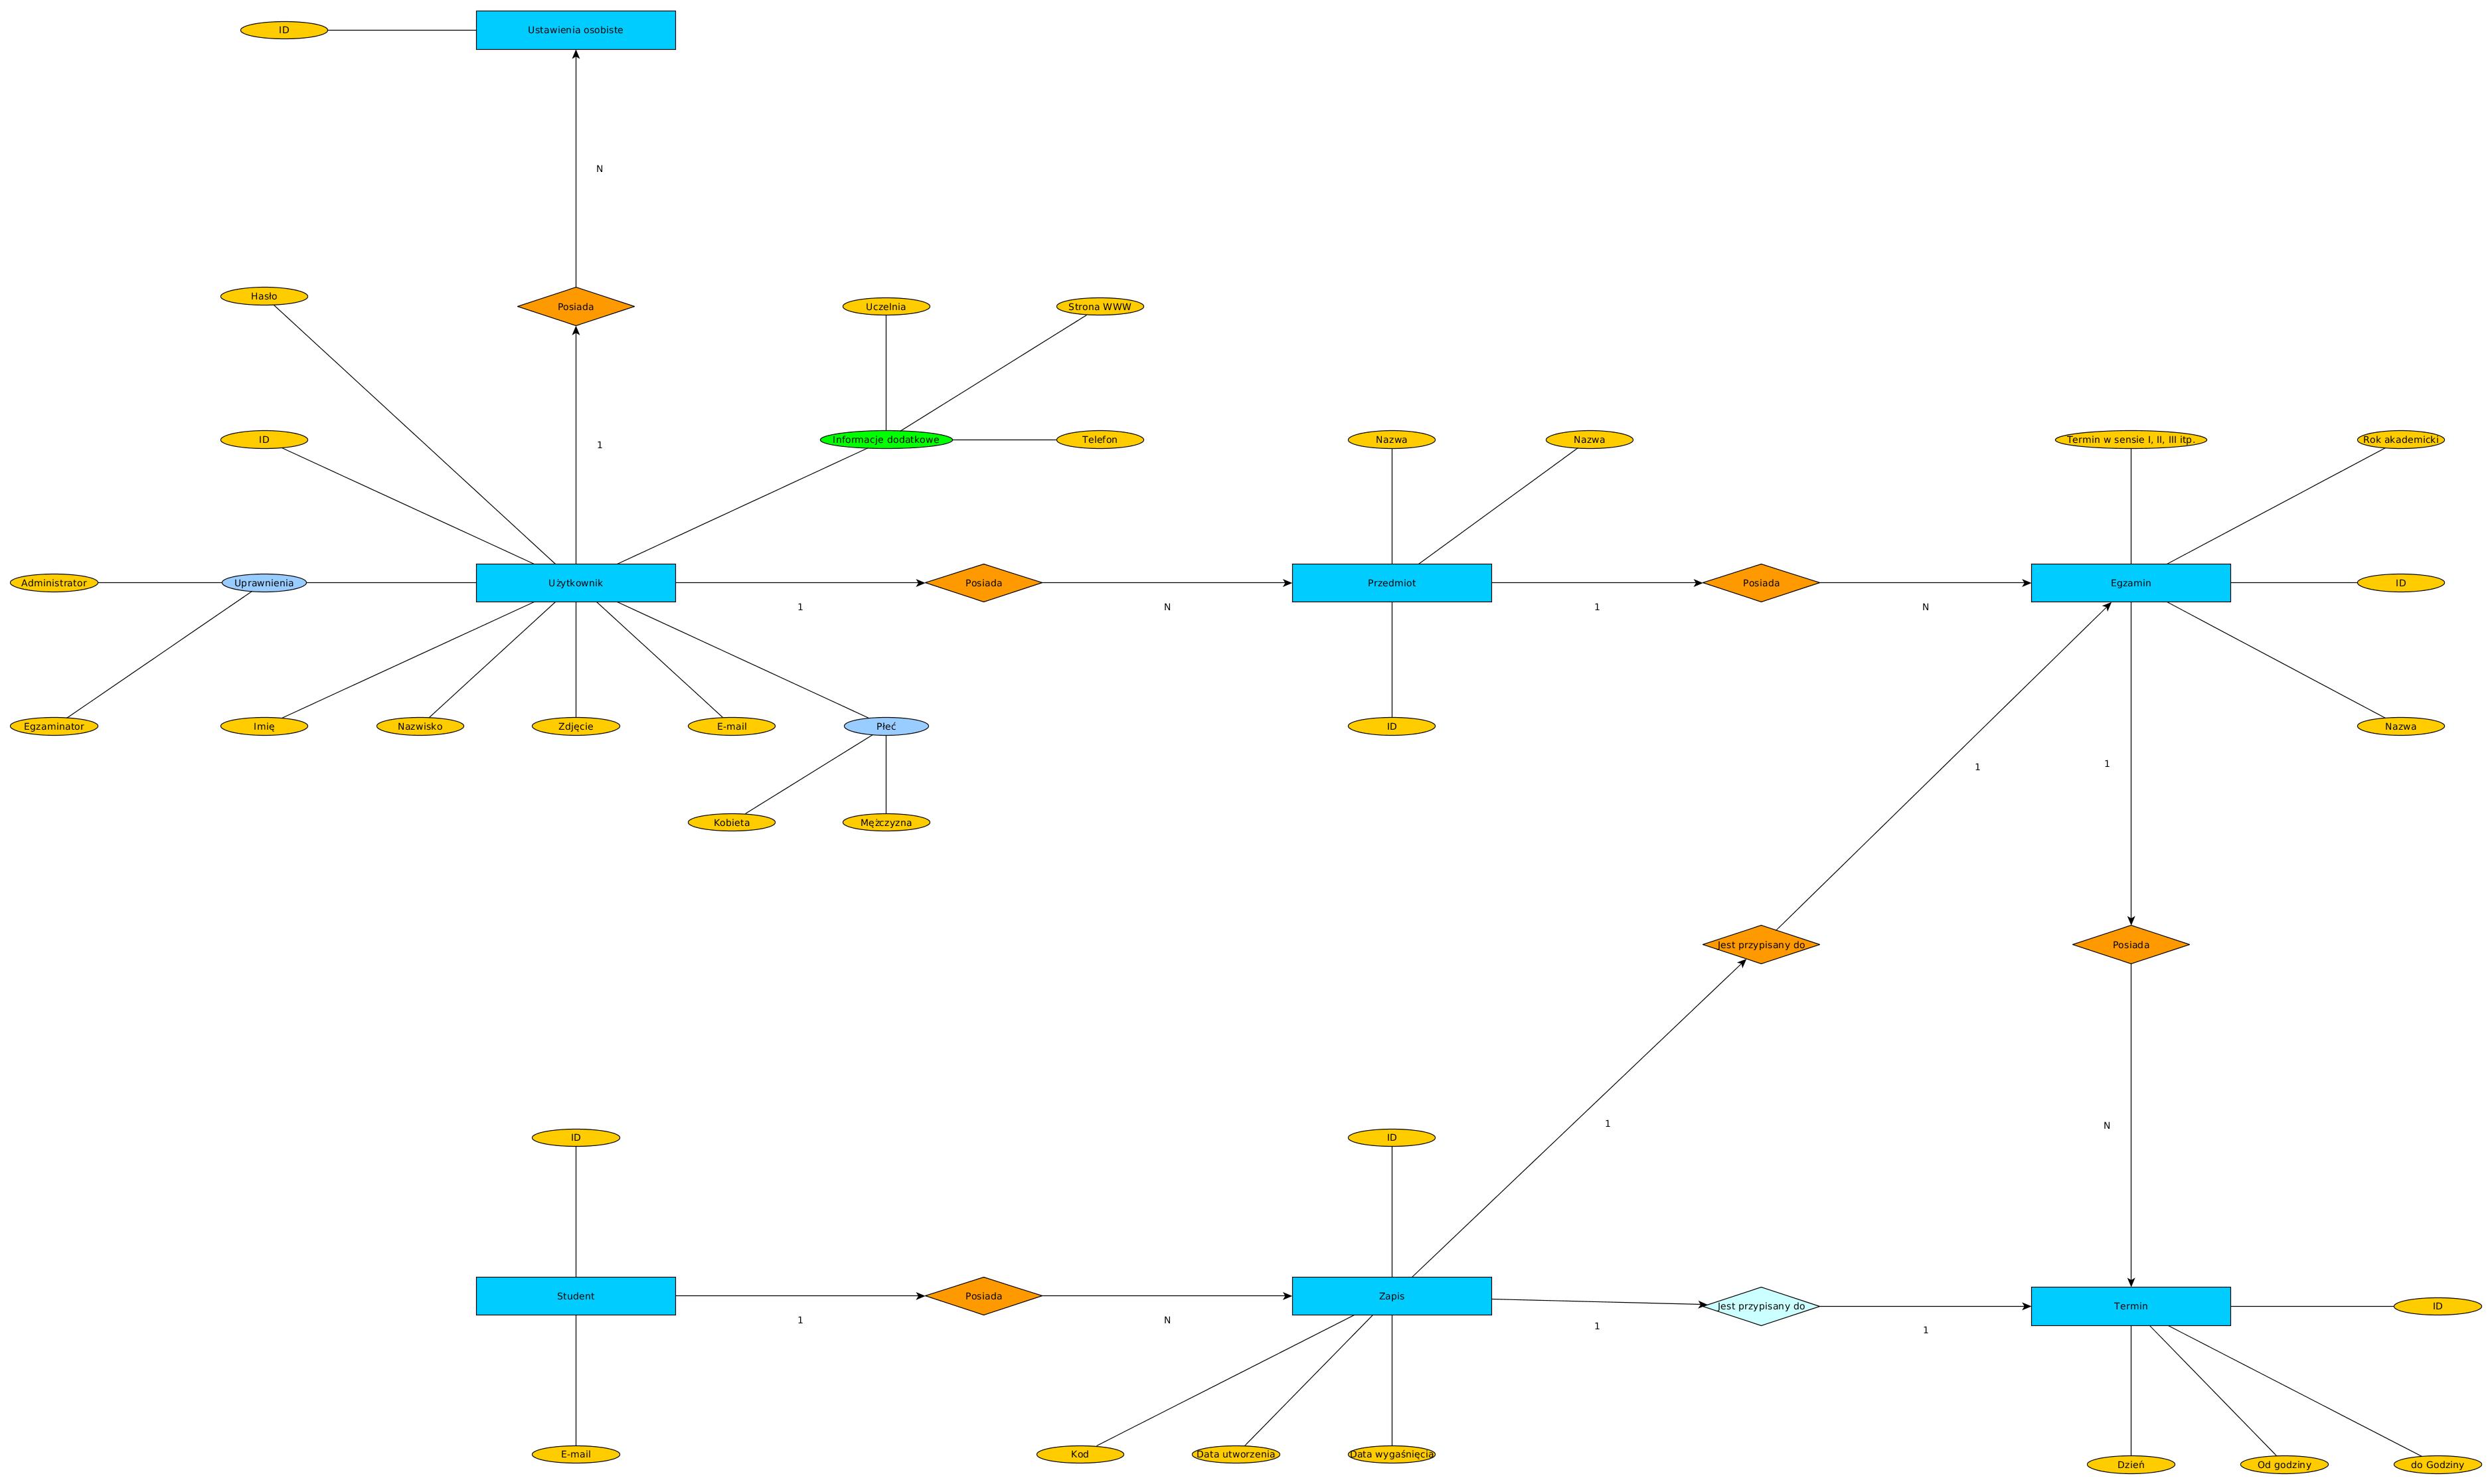 ID
Ustawienia osobiste
N
Hasło
Posiada
Uczelnia
Strona WWW
ID
1
Informacje dodatkowe
Telefon
Nazwa
Nazwa
Termin w sensie I, II, III itp.
Rok akademicki
Administrator
Uprawnienia
Użytkownik
Posiada
Przedmiot
Posiada
Egzamin
ID
1
N
1
N
Egzaminator
Imię
Nazwisko
Zdjęcie
E-mail
Płeć
ID
Nazwa
1
1
Kobieta
Mężczyzna
Jest przypisany do
Posiada
1
N
ID
ID
Student
Posiada
Zapis
Jest przypisany do
Termin
ID
1
N
1
1
E-mail
Kod
Data utworzenia
Data wygaśnięcia
Dzień
Od godziny
do Godziny